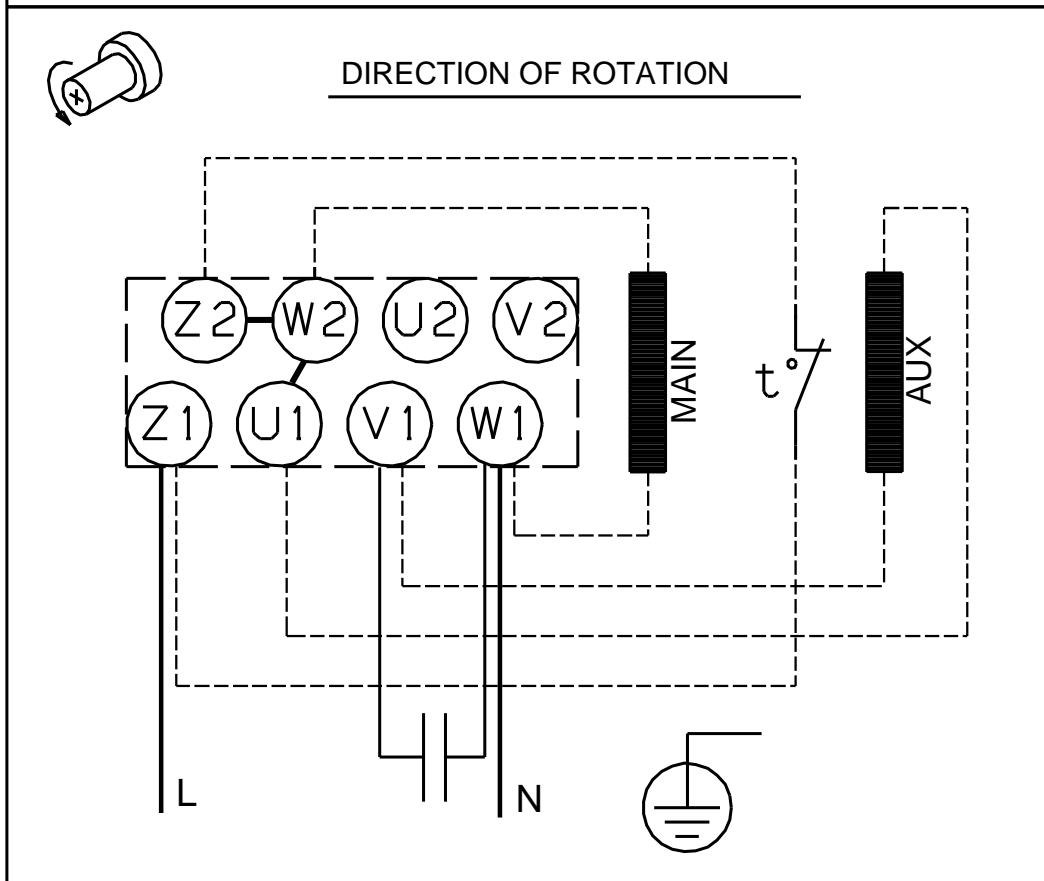 DIRECTION OF ROTATION
Z2 W2 U2 V2
Z1 U1 V1 W1
MAIN
t°
AUX
L
N